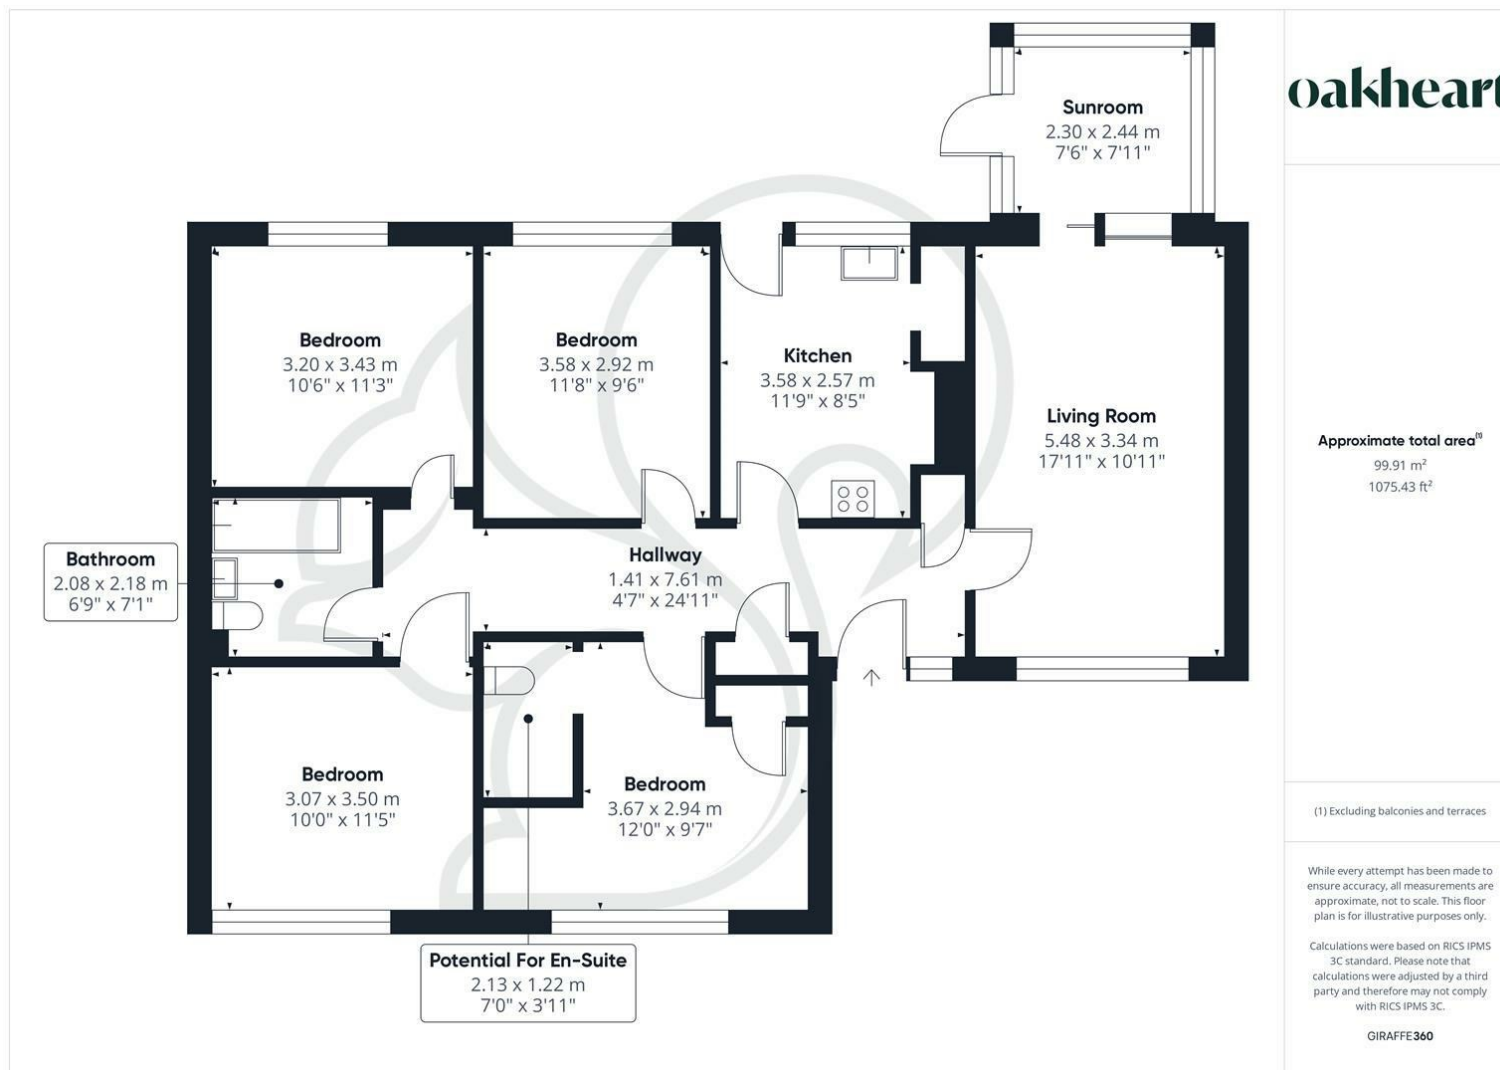 oakheart
Sunroom
2.30 x 2.44 m
7'6" x 7'11"
Bedroom
3.20 x 3.43 m
10'6" x 11'3"
Bedroom
3.58 x 2.92 m
11'8" x 9'6"
Kitchen
3.58 x 2.57 m
11'9" x 8'5"
Living Room
5.48 x 3.34 m
17'11" x 10'11"
Approximate total area(1)
99.91 m²
1075.43 ft²
Bathroom
2.08 x 2.18 m
6'9" x 7'1"
Hallway
1.41 x 7.61 m
4'7" x 24'11"
Bedroom
3.07 x 3.50 m
10'0" x 11'5"
Bedroom
3.67 x 2.94 m
12'0" x 9'7"
Potential For En-Suite
2.13 x 1.22 m
7'0" x 3'11"
(1) Excluding balconies and terraces
While every attempt has been made to
ensure accuracy, all measurements are
approximate, not to scale. This floor
plan is for illustrative purposes only.
Calculations were based on RICS IPMS
3C standard. Please note that
calculations were adjusted by a third
party and therefore may not comply
with RICS IPMS 3C.
GIRAFFE360